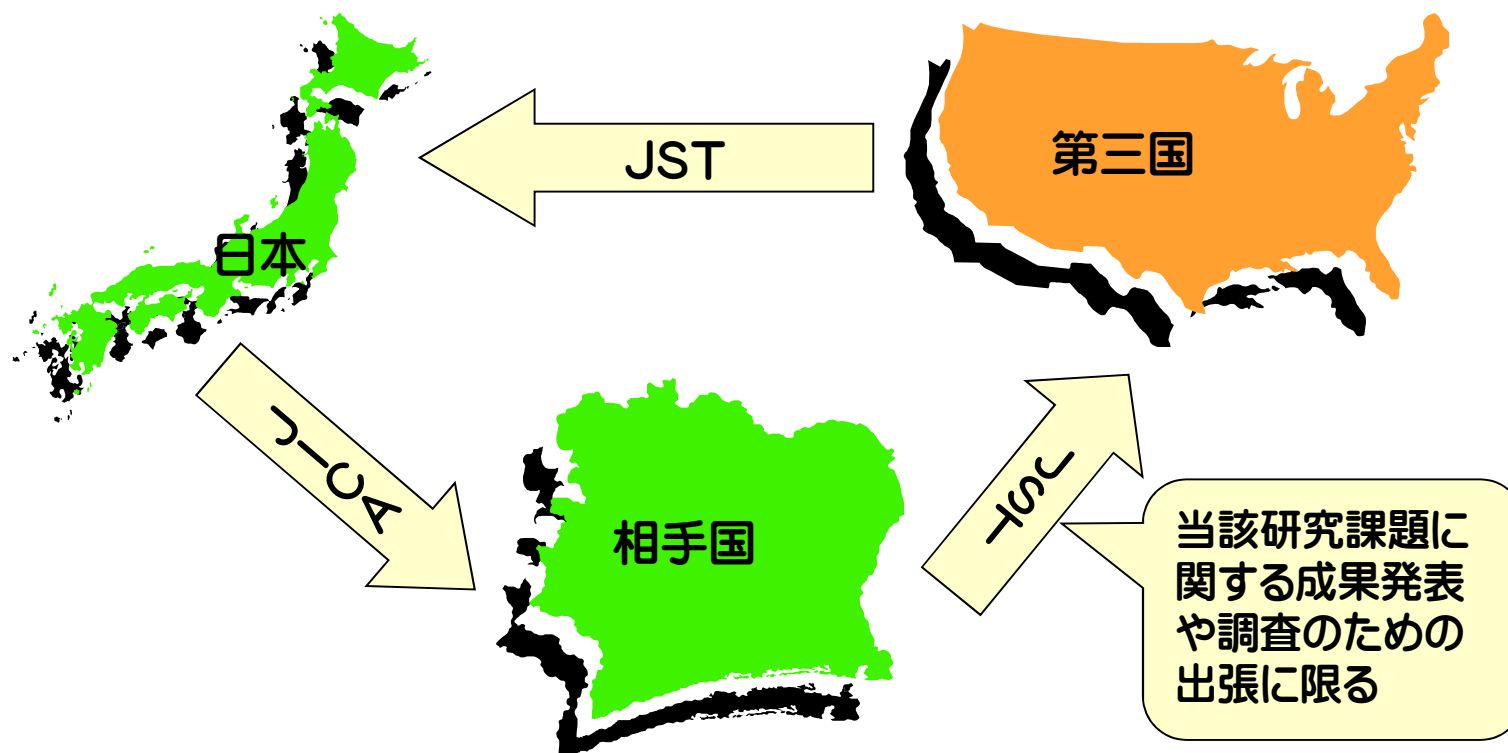 JST
第三国
日本
JICA
相手国
JST
当該研究課題に
関する成果発表
や調査のための
出張に限る